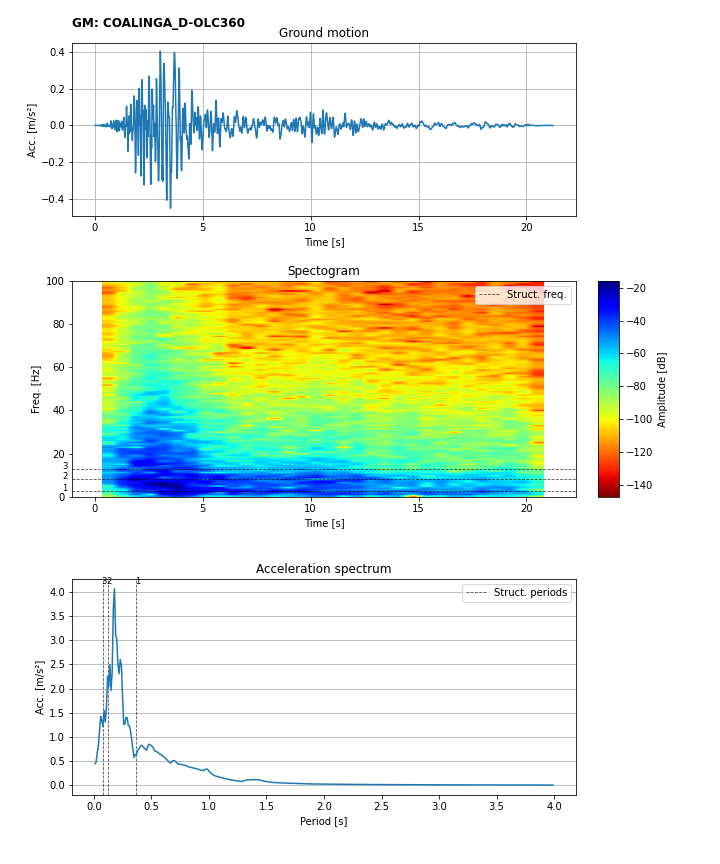 GM: COALINGA_D-OLC360
Ground motion
Acc. [m/s²]
0.4
0.2
0.0
−0.2
−0.4
0 5 10 15 20
Time [s]
Spectogram
Freq. [Hz]
100
80
60
40
20
0
3
2
1
Struct. freq.
0 5 10 15 20
Time [s]
−20
−40
−60
−80
−100
−120
−140
Amplitude [dB]
Acceleration spectrum
Acc. [m/s²]
3 2 1
Struct. periods
4.0
3.5
3.0
2.5
2.0
1.5
1.0
0.5
0.0
0.0 0.5 1.0 1.5 2.0 2.5 3.0 3.5 4.0
Period [s]